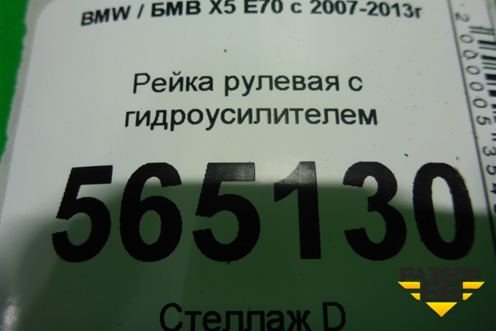 BMW / БМВ X5 E70 с 2007-2013г
Рейка рулевая с
гидроусилителем
565130
Стеллаж D